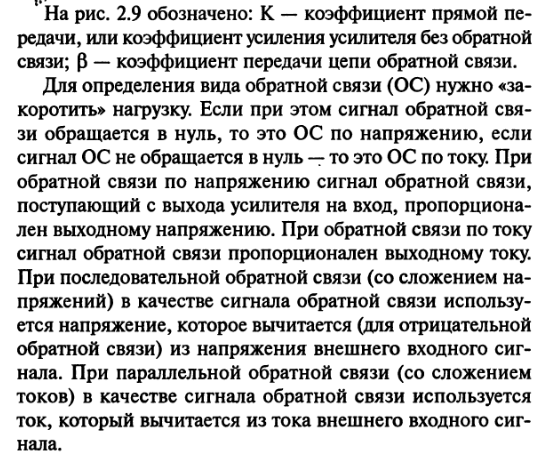 На рис. 2.9 обозначено: К — коэффициент прямой пе-
редачи, или коэффициент усиления усилителя без обратной
связи; β — коэффициент передачи цепи обратной связи.
Для определения вида обратной связи (ОС) нужно «за-
коротить» нагрузку. Если при этом сигнал обратной свя-
зи обращается в нуль, то это ОС по напряжению, если
сигнал ОС не обращается в нуль — то это ОС по току. При
обратной связи по напряжению сигнал обратной связи,
поступающий с выхода усилителя на вход, пропорциона-
лен выходному напряжению. При обратной связи по току
сигнал обратной связи пропорционален выходному току.
При последовательной обратной связи (со сложением на-
пряжений) в качестве сигнала обратной связи использу-
ется напряжение, которое вычитается (для отрицательной
обратной связи) из напряжения внешнего входного сиг-
нала. При параллельной обратной связи (со сложением
токов) в качестве сигнала обратной связи используется
ток, который вычитается из тока внешнего входного сиг-
нала.